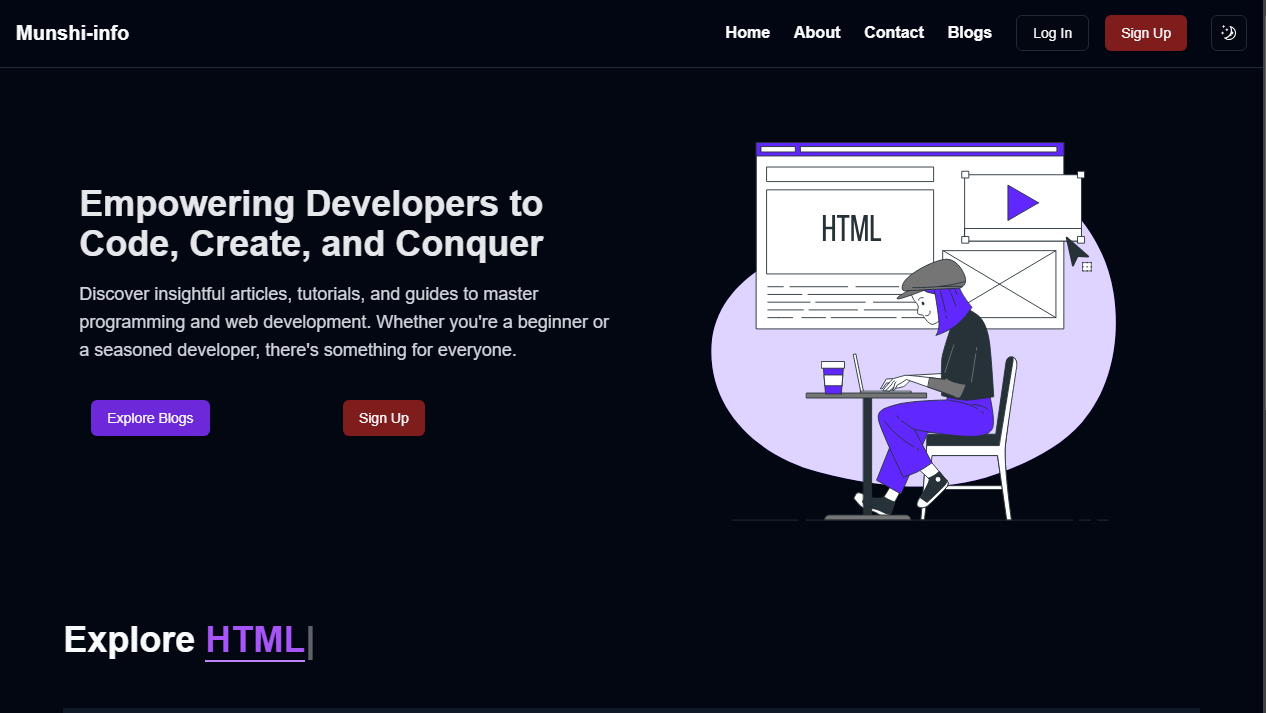 Munshi-info
Home About Contact Blogs Log In Sign Up
Empowering Developers to
Code, Create, and Conquer
Discover insightful articles, tutorials, and guides to master
programming and web development. Whether you're a beginner or
a seasoned developer, there's something for everyone.
Explore Blogs Sign Up
HTML
Explore HTML|